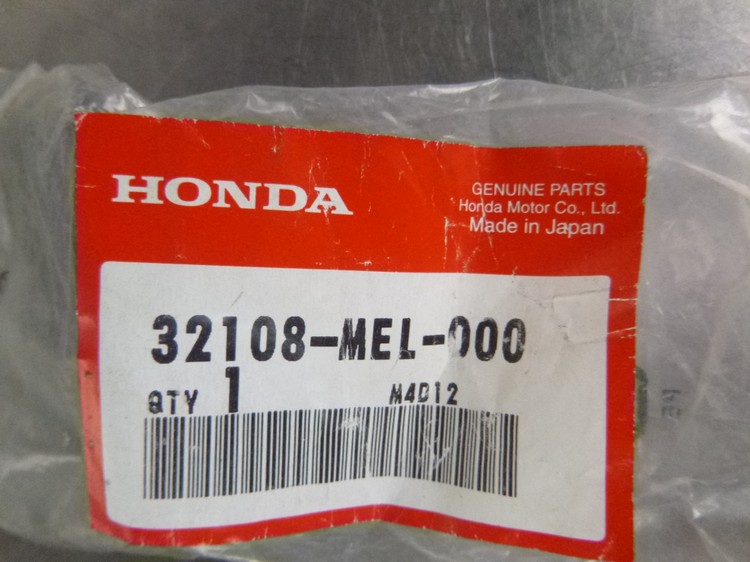 HONDA
GENUINE PARTS
Honda Motor Co., Ltd.
Made in Japan
32108-MEL-000
QTY 1 M4D12